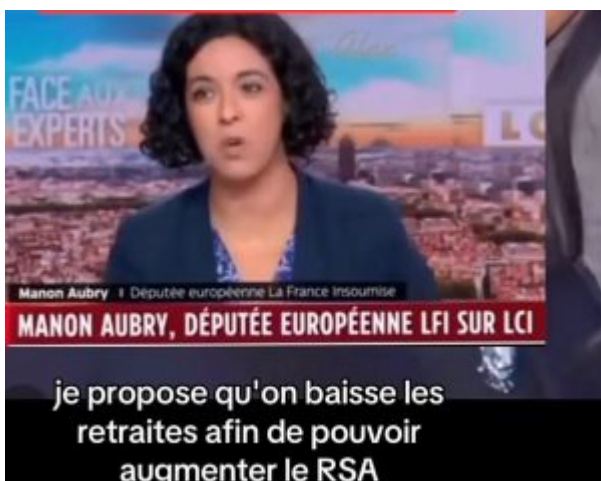 FACE AUX
EXPERTS
LC
Manon Aubry Députée européenne La France Insoumise
MANON AUBRY, DÉPUTÉE EUROPÉENNE LFI SUR LCI
je propose qu'on baisse les
retraites afin de pouvoir
augmenter le RSA